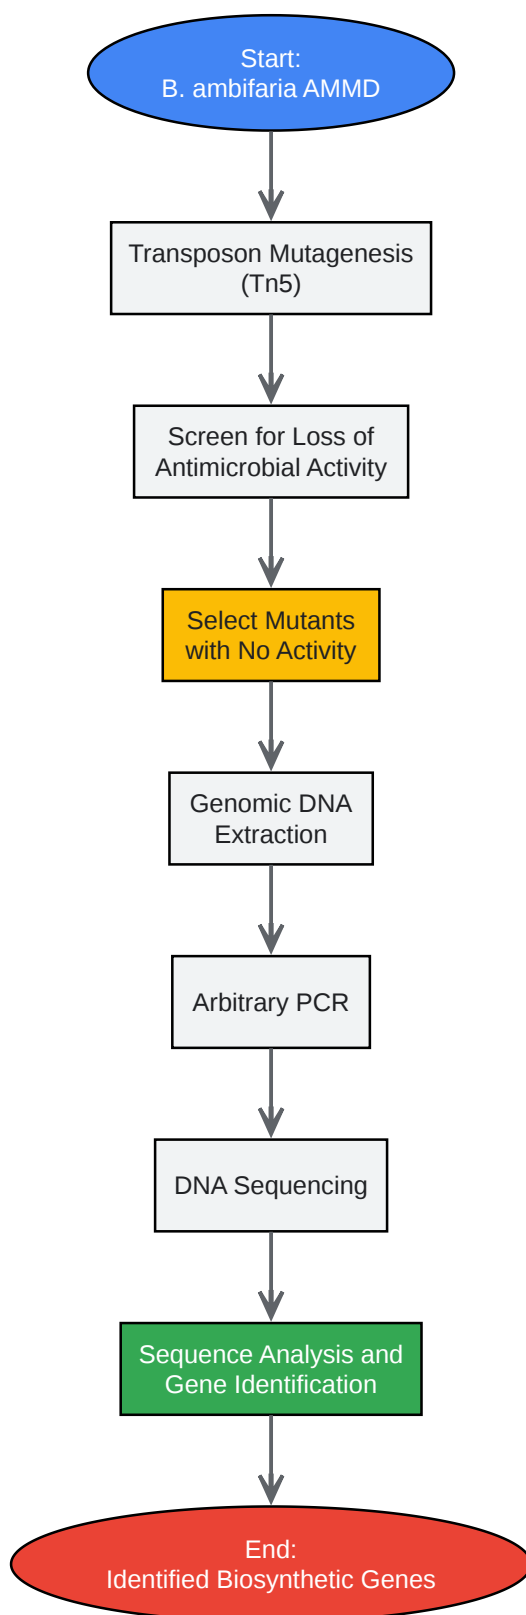 Start:
B. ambifaria AMMD
Transposon Mutagenesis
(Tn5)
Screen for Loss of
Antimicrobial Activity
Select Mutants
with No Activity
Genomic DNA
Extraction
Arbitrary PCR
DNA Sequencing
Sequence Analysis and
Gene Identification
End:
Identified Biosynthetic Genes